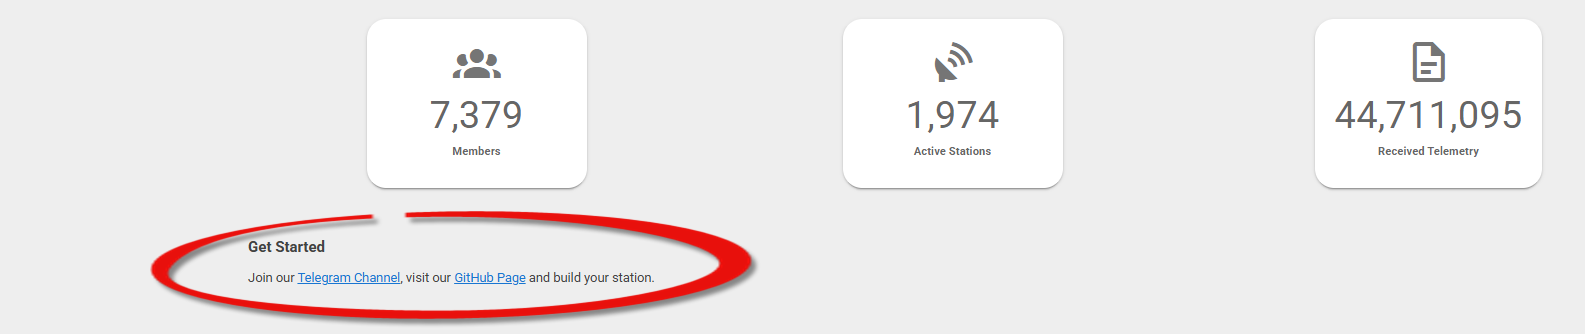 7,379
Members
1,974
Active Stations
44,711,095
Received Telemetry
Get Started
Join our Telegram Channel, visit our GitHub Page and build your station.